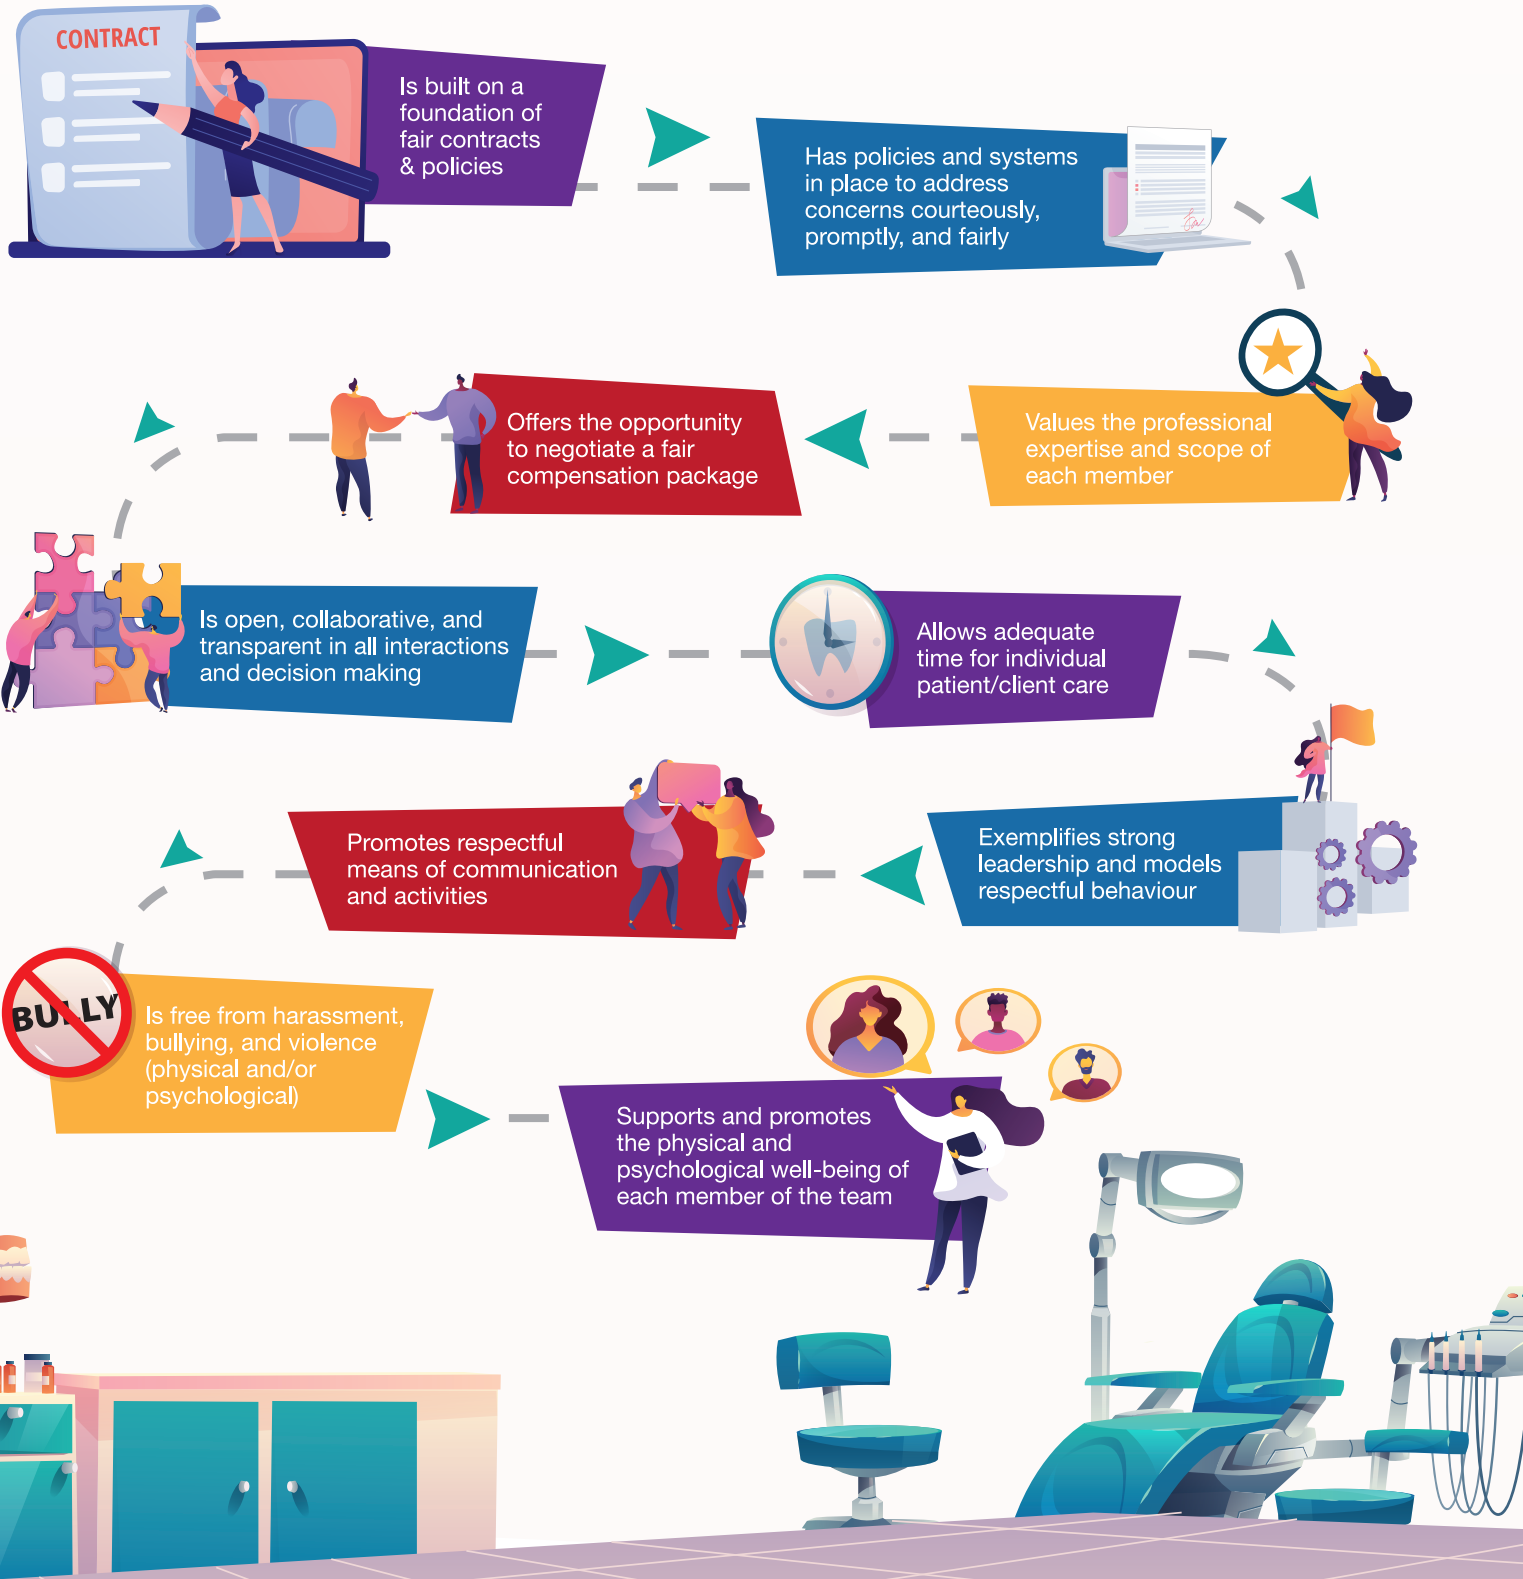 CONTRACT
Is built on a
foundation of
fair contracts
& policies
Has policies and systems
in place to address
concerns courteously,
promptly, and fairly
Values the professional
expertise and scope of
each member
Offers the opportunity
to negotiate a fair
compensation package
Is open, collaborative, and
transparent in all interactions
and decision making
Allows adequate
time for individual
patient/client care
Exemplifies strong
leadership and models
respectful behaviour
Promotes respectful
means of communication
and activities
BULLY
Is free from harassment,
bullying, and violence
(physical and/or
psychological)
Supports and promotes
the physical and
psychological well-being of
each member of the team